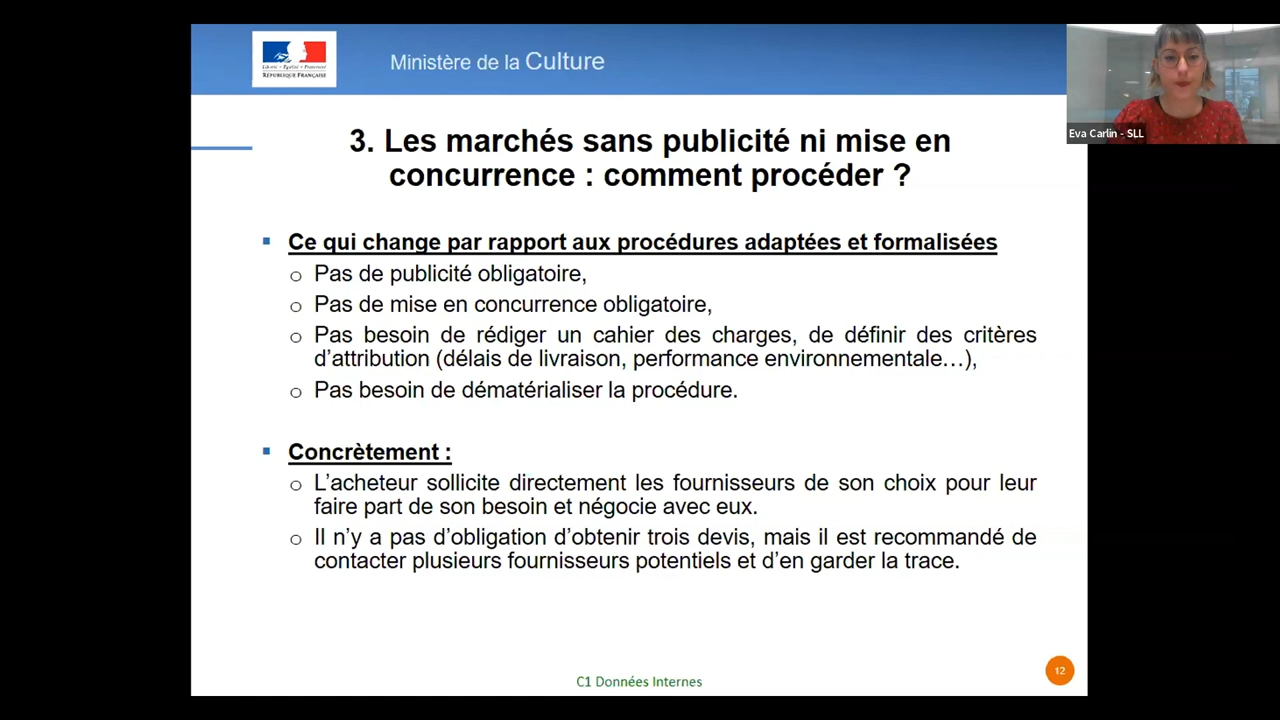 Liberté • Égalité • Fraternité
RÉPUBLIQUE FRANÇAISE
Ministère de la Culture
Eva Carlin - SLL
3. Les marchés sans publicité ni mise en
concurrence : comment procéder ?
Ce qui change par rapport aux procédures adaptées et formalisées
o Pas de publicité obligatoire,
o Pas de mise en concurrence obligatoire,
o Pas besoin de rédiger un cahier des charges, de définir des critères
d’attribution (délais de livraison, performance environnementale…),
o Pas besoin de dématérialiser la procédure.
Concrètement :
o L’acheteur sollicite directement les fournisseurs de son choix pour leur
faire part de son besoin et négocie avec eux.
o Il n’y a pas d’obligation d’obtenir trois devis, mais il est recommandé de
contacter plusieurs fournisseurs potentiels et d’en garder la trace.
12
C1 Données Internes